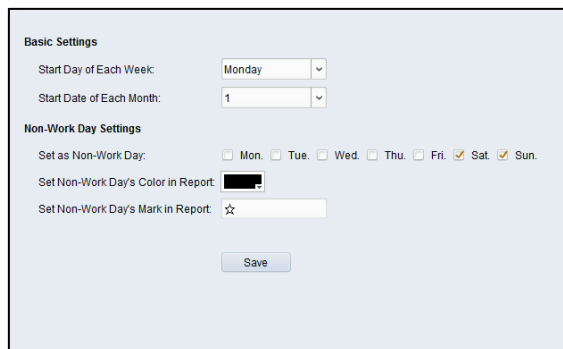 Basic Settings
Start Day of Each Week: Monday
Start Date of Each Month: 1
Non-Work Day Settings
Set as Non-Work Day: Mon. Tue. Wed. Thu. Fri. Sat. Sun.
Set Non-Work Day's Color in Report:
Set Non-Work Day's Mark in Report: ☆
Save